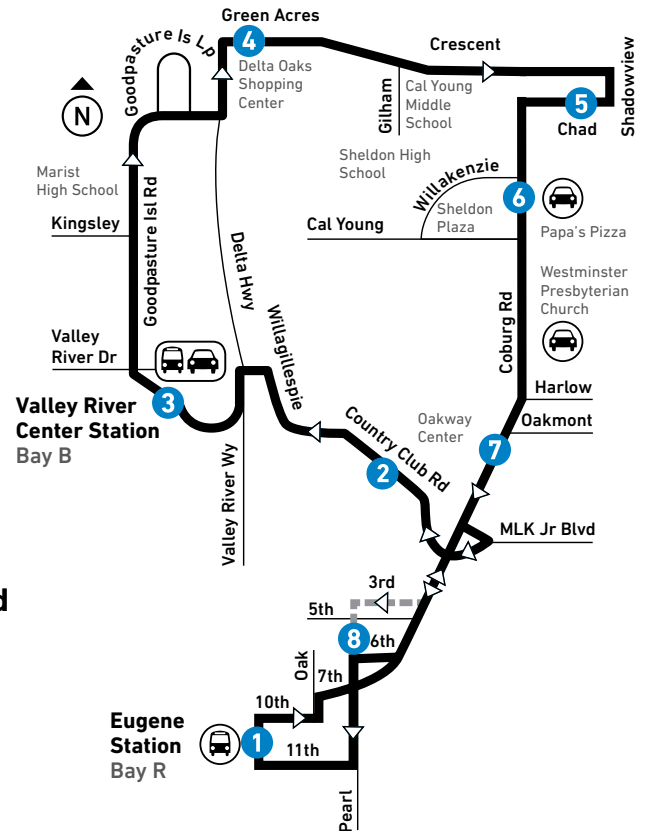 Green Acres
Goodpasture Is Lp
4
Crescent
Delta Oaks
Shopping
Center
Shadowview
Gilham
Cal Young
Middle
School
5
Chad
N
Sheldon High
School
Marist
High School
Willakenzie
6
Kingsley
Goodpasture Isl Rd
Sheldon
Plaza
Papa's Pizza
Cal Young
Delta Hwy
Westminster
Presbyterian
Church
Willagillespie
Coburg Rd
Valley
River Dr
3
Harlow
Valley River
Center Station
Bay B
Country Club Rd
Oakway
Center
Oakmont
7
2
Valley River Wy
MLK Jr Blvd
d
3rd
5th
8
6th
Oak
7th
10th
Eugene
Station
Bay R
1
11th
Pearl